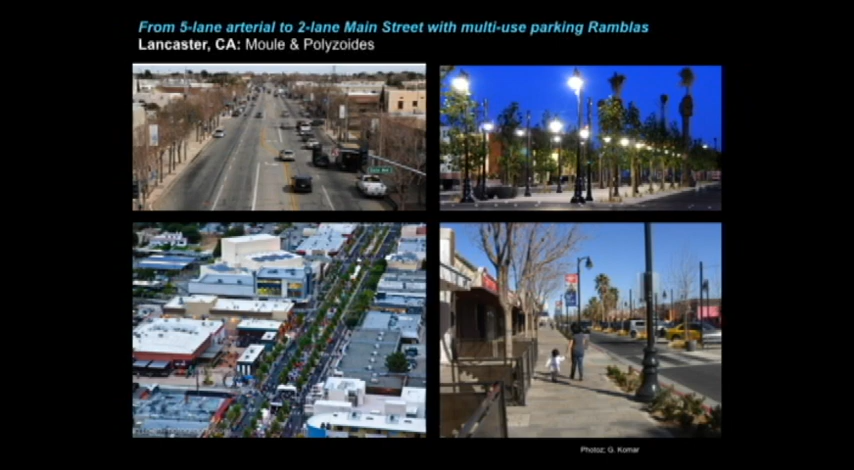 From 5-lane arterial to 2-lane Main Street with multi-use parking Ramblas
Lancaster, CA: Moule & Polyzoides
Photoz; G. Komar